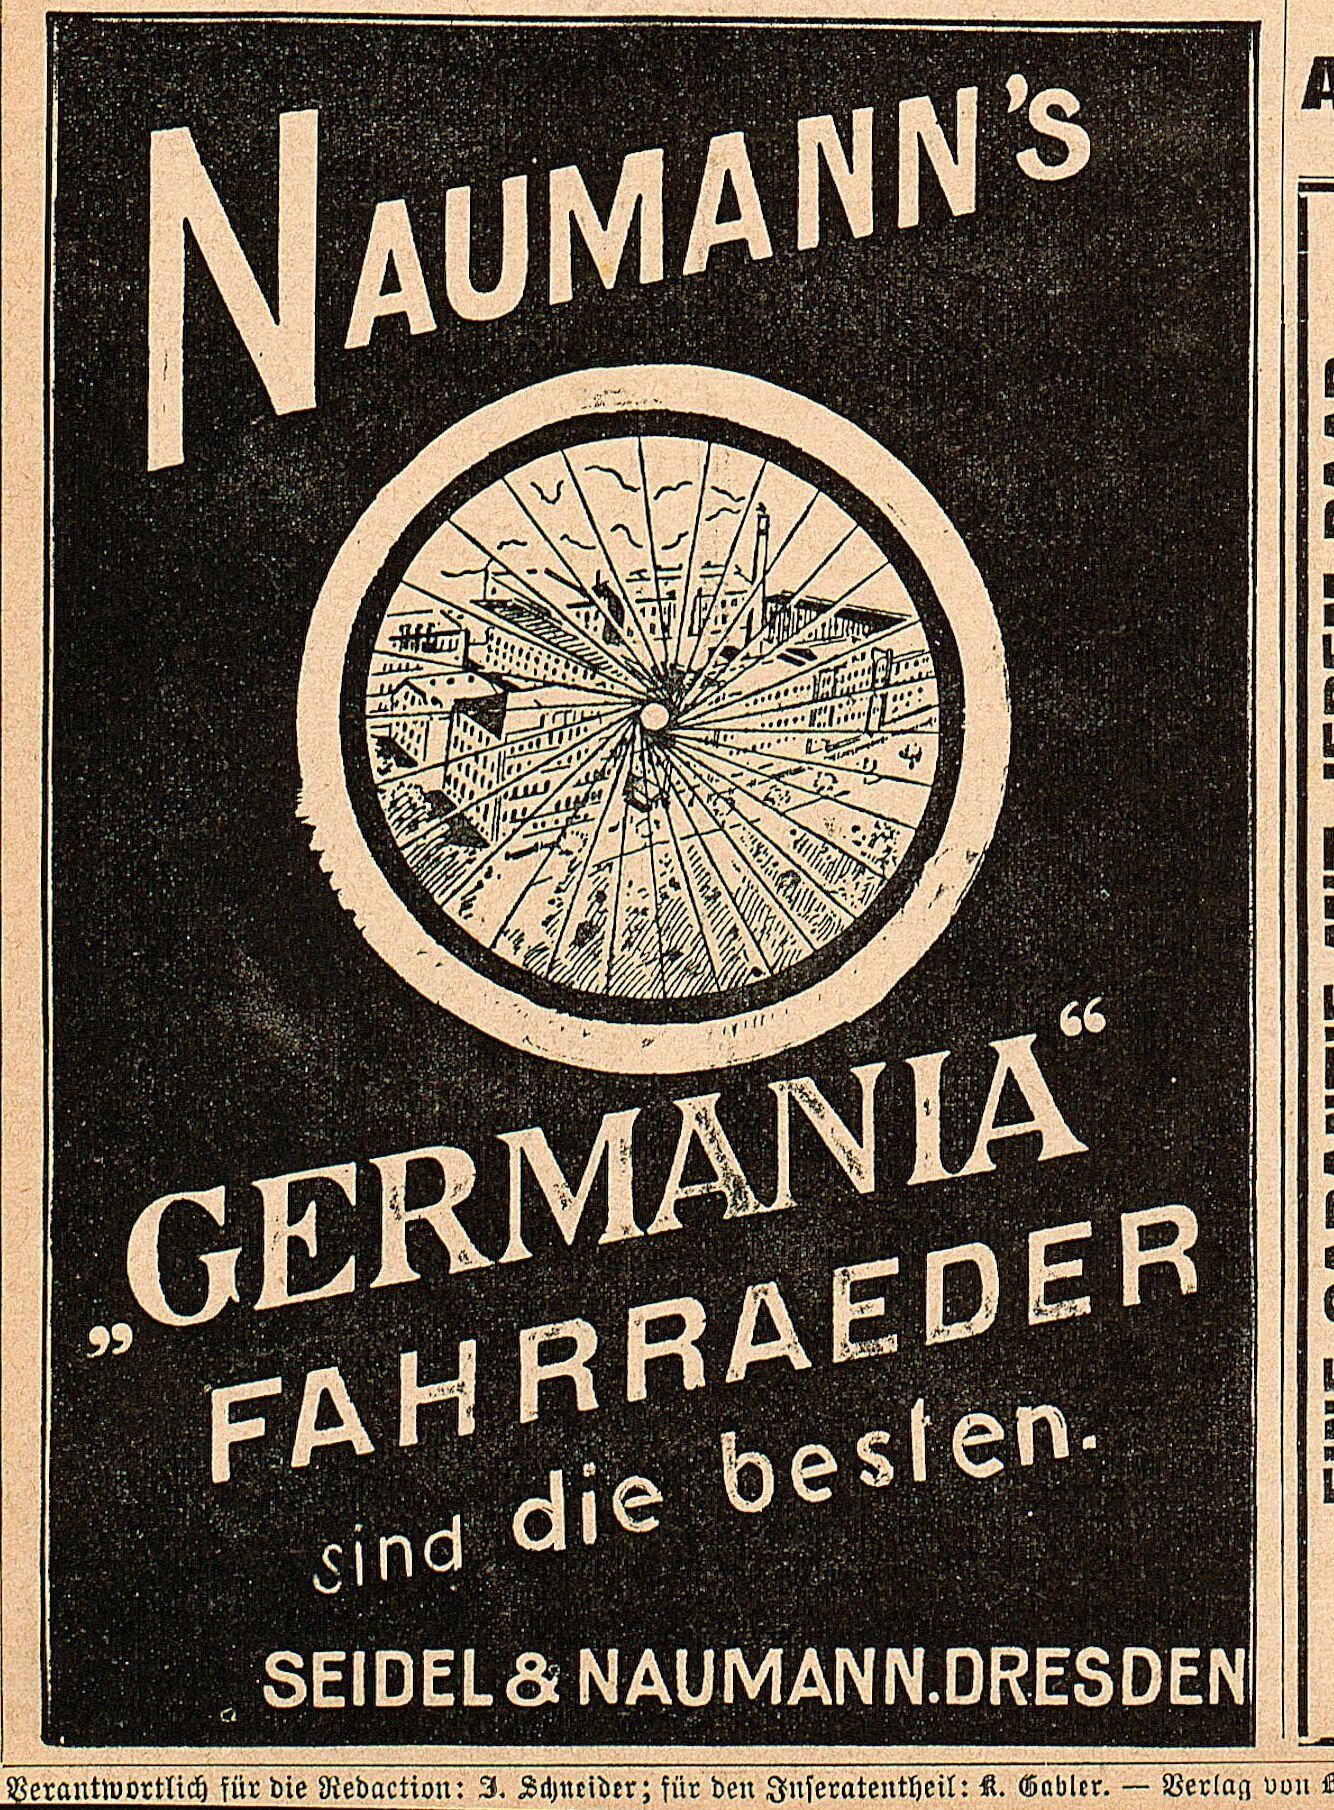 NAUMANN's
„GERMANIA“
FAHRRAEDER
sind die besten.
SEIDEL & NAUMANN.DRESDEN
Verantwortlich für die Redaction: J. Schneider; für den Inseratentheil: K. Gabler. — Verlag von